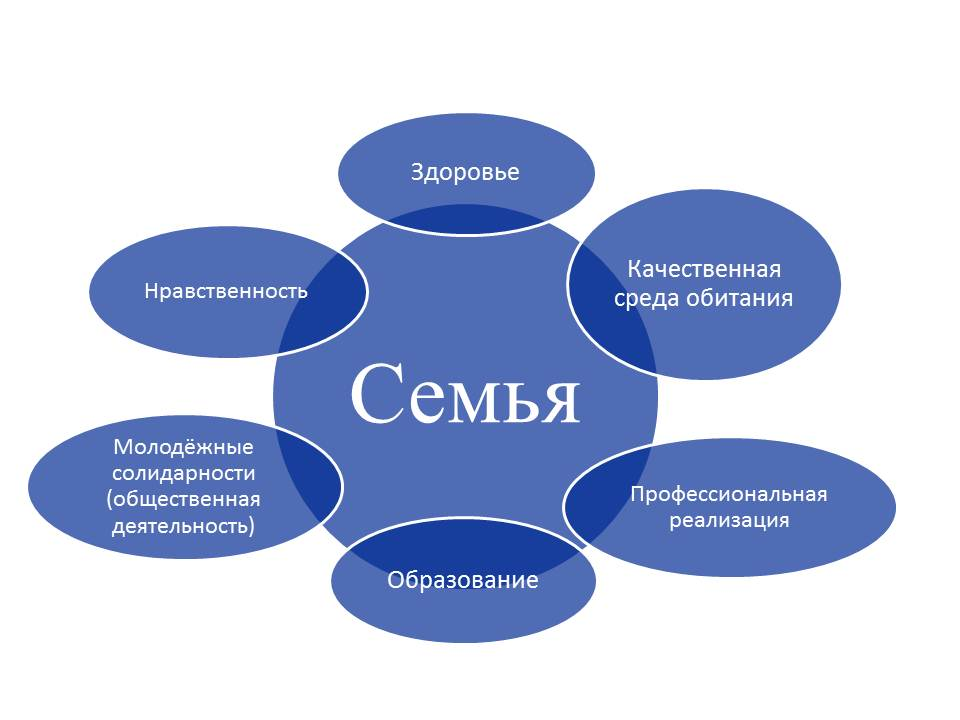 Здоровье
Качественная
среда обитания
Нравственность
Семья
Молодёжные
солидарности
(общественная
деятельность)
Профессиональная
реализация
Образование